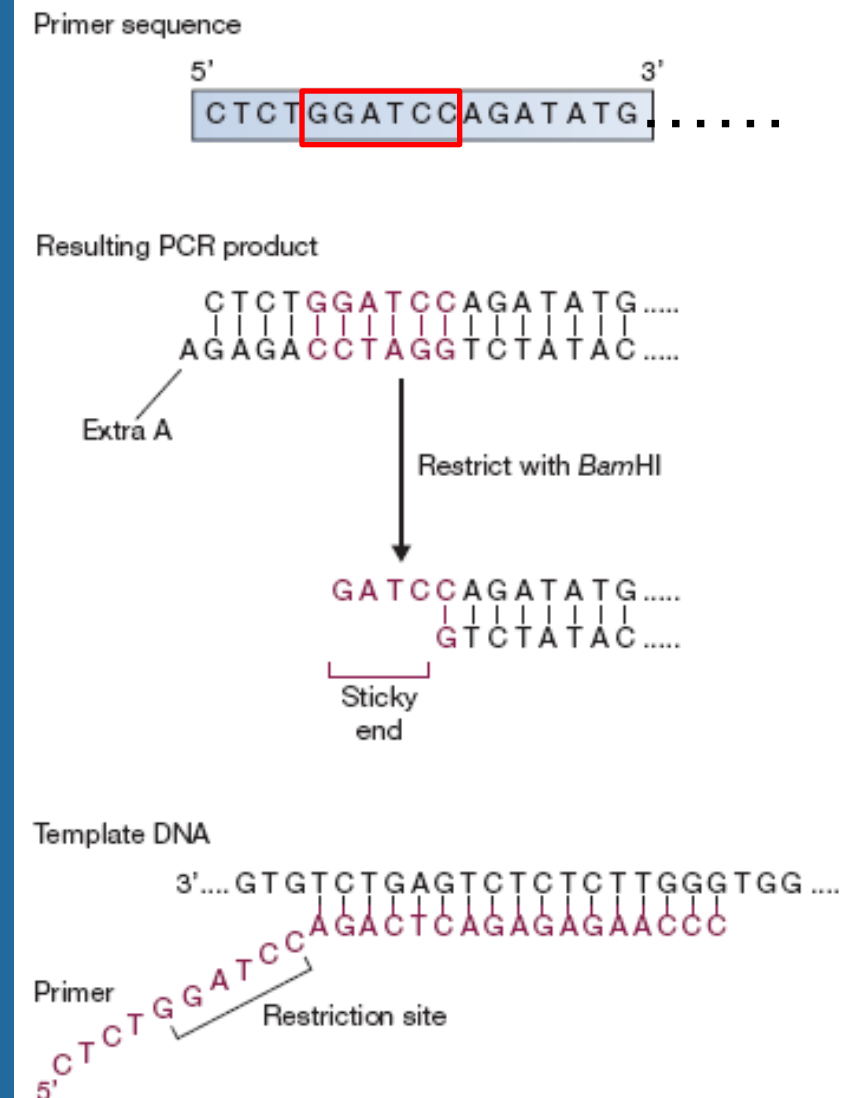 Primer sequence
5’ 3’
CTCTGGATCCAGATATG......
Resulting PCR product
CTCTGGATCCAGATATG.....
AGAGACCTAGGTCTATAC.....
Extra A
Restrict with BamHI
GATCCAGATATG.....
GTCTATAC.....
Sticky
end
Template DNA
3’....GTGTCTGAGTCTCTCTTGGGTGG....
AGACTCAGAGAGAACCC
CTCTGGATCC
Primer
Restriction site
5’